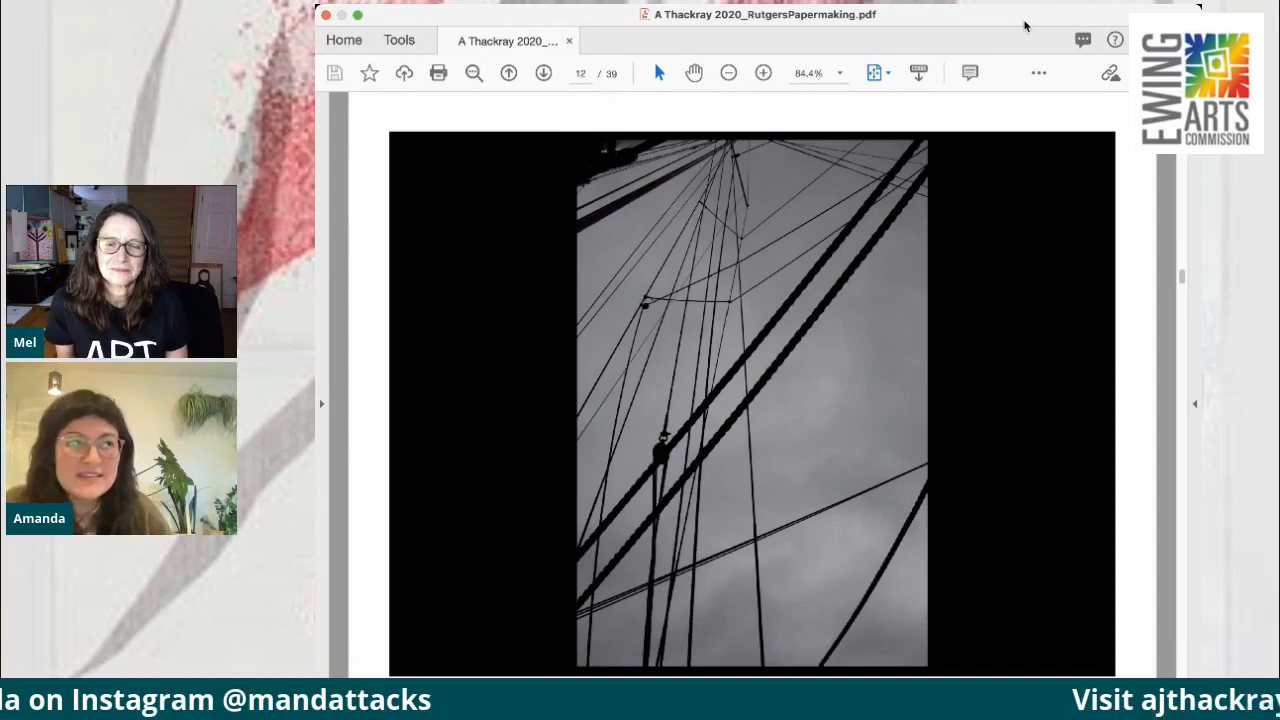 A Thackray 2020_RutgersPapermaking.pdf
Home Tools A Thackray 2020_... ×
12 / 39 84.4%
EWING
ARTS
COMMISSION
Mel
ART
Amanda
la on Instagram @mandattacks Visit ajthackray